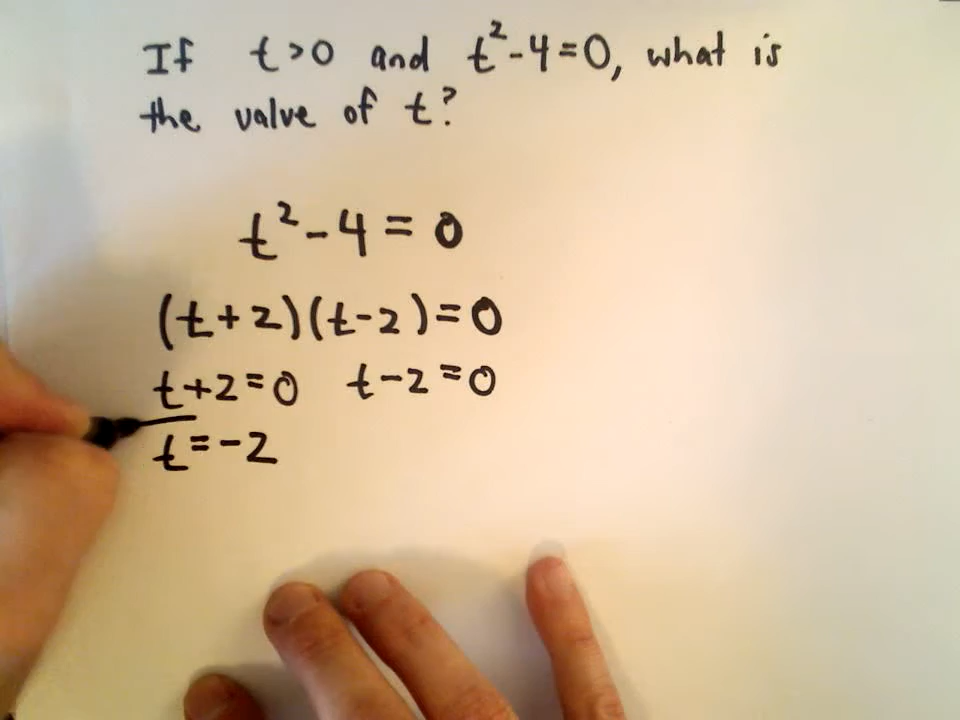 If t>0 and t²-4=0, what is
the value of t?
t²-4=0
(t+2)(t-2)=0
t+2=0 t-2=0
t=-2